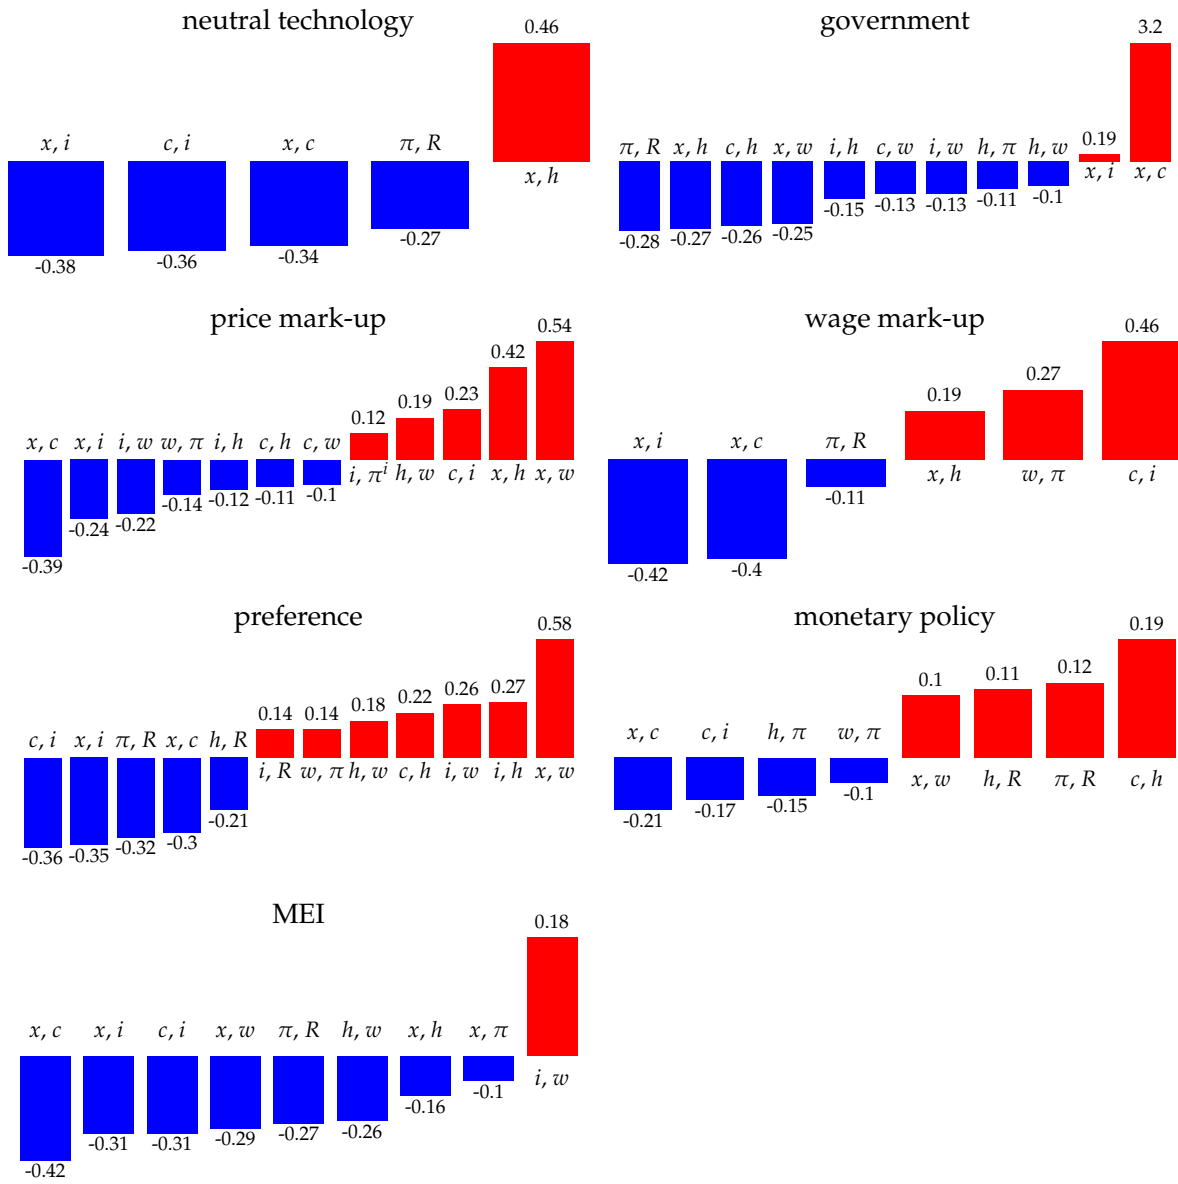 neutral technology
0.46
x, i c, i x, c π, R
x, h
-0.38 -0.36 -0.34 -0.27
government
3.2
π, R x, h c, h x, w i, h c, w i, w h, π h, w 0.19
x, i x, c
-0.28 -0.27 -0.26 -0.25 -0.15 -0.13 -0.13 -0.11 -0.1
price mark-up
0.12 0.19 0.23 0.42 0.54
x, c x, i i, w w, π i, h c, h c, w
i, πⁱ h, w c, i x, h x, w
-0.39 -0.24 -0.22 -0.14 -0.12 -0.11 -0.1
wage mark-up
0.19 0.27 0.46
x, i x, c π, R
x, h w, π c, i
-0.42 -0.4 -0.11
preference
0.14 0.14 0.18 0.22 0.26 0.27 0.58
c, i x, i π, R x, c h, R
i, R w, π h, w c, h i, w i, h x, w
-0.36 -0.35 -0.32 -0.3 -0.21
monetary policy
0.1 0.11 0.12 0.19
x, c c, i h, π w, π
x, w h, R π, R c, h
-0.21 -0.17 -0.15 -0.1
MEI
0.18
x, c x, i c, i x, w π, R h, w x, h x, π
i, w
-0.42 -0.31 -0.31 -0.29 -0.27 -0.26 -0.16 -0.1